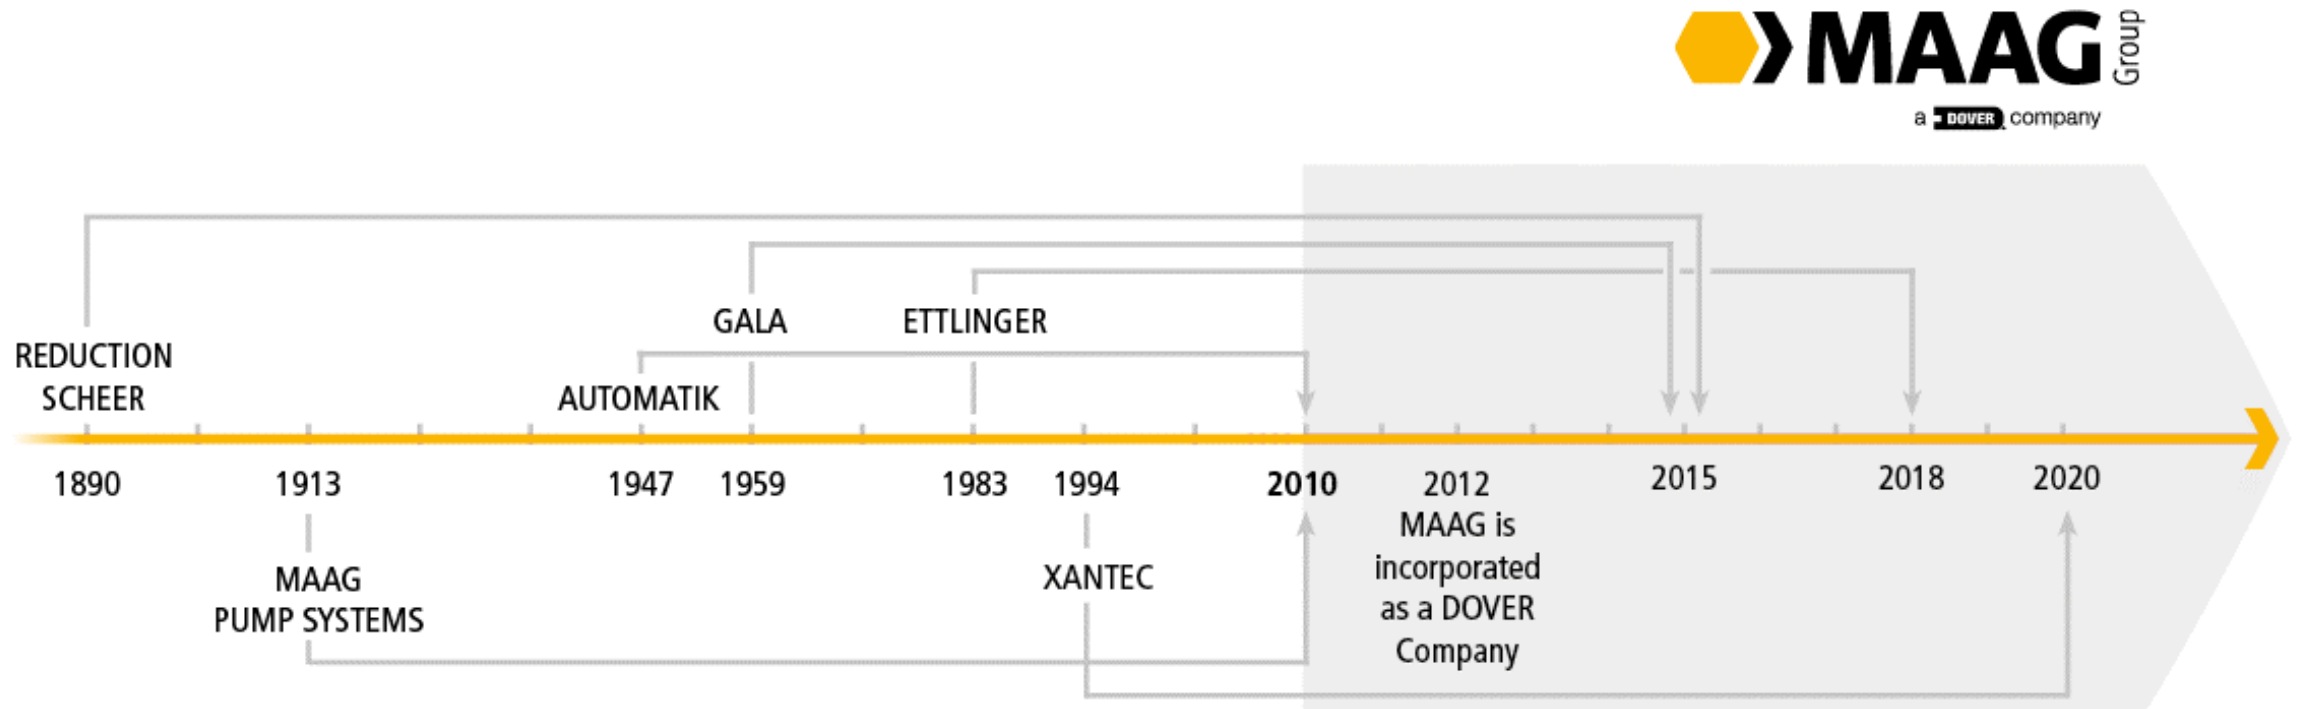 MAAG
Group
a DOVER company
GALA
ETTLINGER
REDUCTION
SCHEER
AUTOMATIK
1890
1913
1947
1959
1983
1994
2010
2012
2015
2018
2020
MAAG is
incorporated
as a DOVER
Company
MAAG
PUMP SYSTEMS
XANTEC